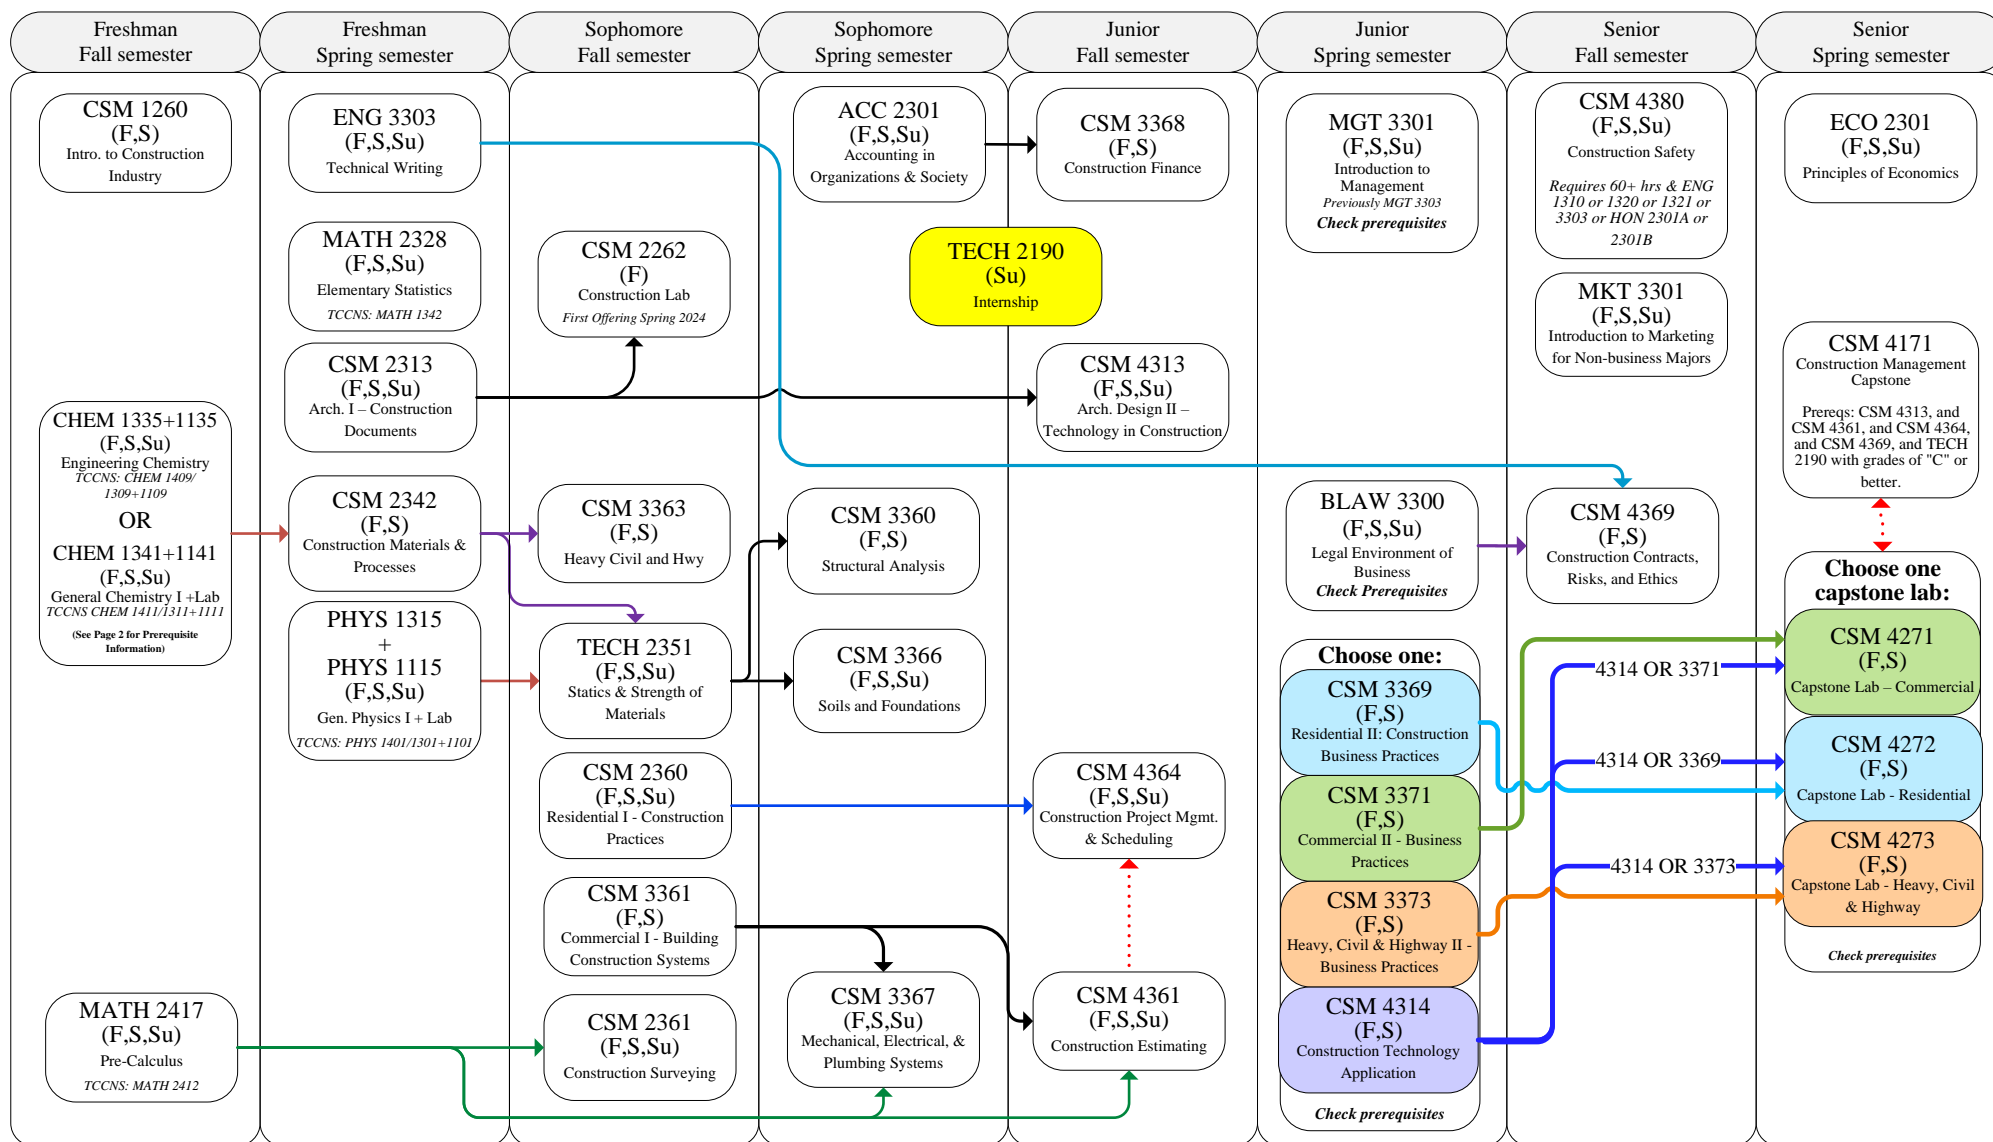 Freshman
Fall semester
Freshman
Spring semester
Sophomore
Fall semester
Sophomore
Spring semester
Junior
Fall semester
Junior
Spring semester
Senior
Fall semester
Senior
Spring semester
CSM 1260
(F,S)
Intro. to Construction
Industry
CHEM 1335+1135
(F,S,Su)
Engineering Chemistry
TCCNS: CHEM 1409/
1309+1109
OR
CHEM 1341+1141
(F,S,Su)
General Chemistry I +Lab
TCCNS CHEM 1411/1311+1111
(See Page 2 for Prerequisite
Information)
MATH 2417
(F,S,Su)
Pre-Calculus
TCCNS: MATH 2412
ENG 3303
(F,S,Su)
Technical Writing
MATH 2328
(F,S,Su)
Elementary Statistics
TCCNS: MATH 1342
CSM 2313
(F,S,Su)
Arch. I – Construction
Documents
CSM 2342
(F,S)
Construction Materials &
Processes
PHYS 1315
+
PHYS 1115
(F,S,Su)
Gen. Physics I + Lab
TCCNS: PHYS 1401/1301+1101
CSM 2262
(F)
Construction Lab
First Offering Spring 2024
CSM 3363
(F,S)
Heavy Civil and Hwy
TECH 2351
(F,S,Su)
Statics & Strength of
Materials
CSM 2360
(F,S,Su)
Residential I - Construction
Practices
CSM 3361
(F,S)
Commercial I - Building
Construction Systems
CSM 2361
(F,S,Su)
Construction Surveying
ACC 2301
(F,S,Su)
Accounting in
Organizations & Society
TECH 2190
(Su)
Internship
CSM 3360
(F,S)
Structural Analysis
CSM 3366
(F,S,Su)
Soils and Foundations
CSM 3367
(F,S,Su)
Mechanical, Electrical, &
Plumbing Systems
CSM 3368
(F,S)
Construction Finance
CSM 4313
(F,S,Su)
Arch. Design II –
Technology in Construction
CSM 4364
(F,S,Su)
Construction Project Mgmt.
& Scheduling
CSM 4361
(F,S,Su)
Construction Estimating
MGT 3301
(F,S,Su)
Introduction to
Management
Previously MGT 3303
Check prerequisites
BLAW 3300
(F,S,Su)
Legal Environment of
Business
Check Prerequisites
Choose one:
CSM 3369
(F,S)
Residential II: Construction
Business Practices
CSM 3371
(F,S)
Commercial II - Business
Practices
CSM 3373
(F,S)
Heavy, Civil & Highway II -
Business Practices
CSM 4314
(F,S)
Construction Technology
Application
Check prerequisites
CSM 4380
(F,S,Su)
Construction Safety
Requires 60+ hrs & ENG
1310 or 1320 or 1321 or
3303 or HON 2301A or
2301B
MKT 3301
(F,S,Su)
Introduction to Marketing
for Non-business Majors
CSM 4369
(F,S)
Construction Contracts,
Risks, and Ethics
4314 OR 3371
4314 OR 3369
4314 OR 3373
ECO 2301
(F,S,Su)
Principles of Economics
CSM 4171
Construction Management
Capstone
Prereqs: CSM 4313, and
CSM 4361, and CSM 4364,
and CSM 4369, and TECH
2190 with grades of "C" or
better.
Choose one
capstone lab:
CSM 4271
(F,S)
Capstone Lab – Commercial
CSM 4272
(F,S)
Capstone Lab - Residential
CSM 4273
(F,S)
Capstone Lab - Heavy, Civil
& Highway
Check prerequisites